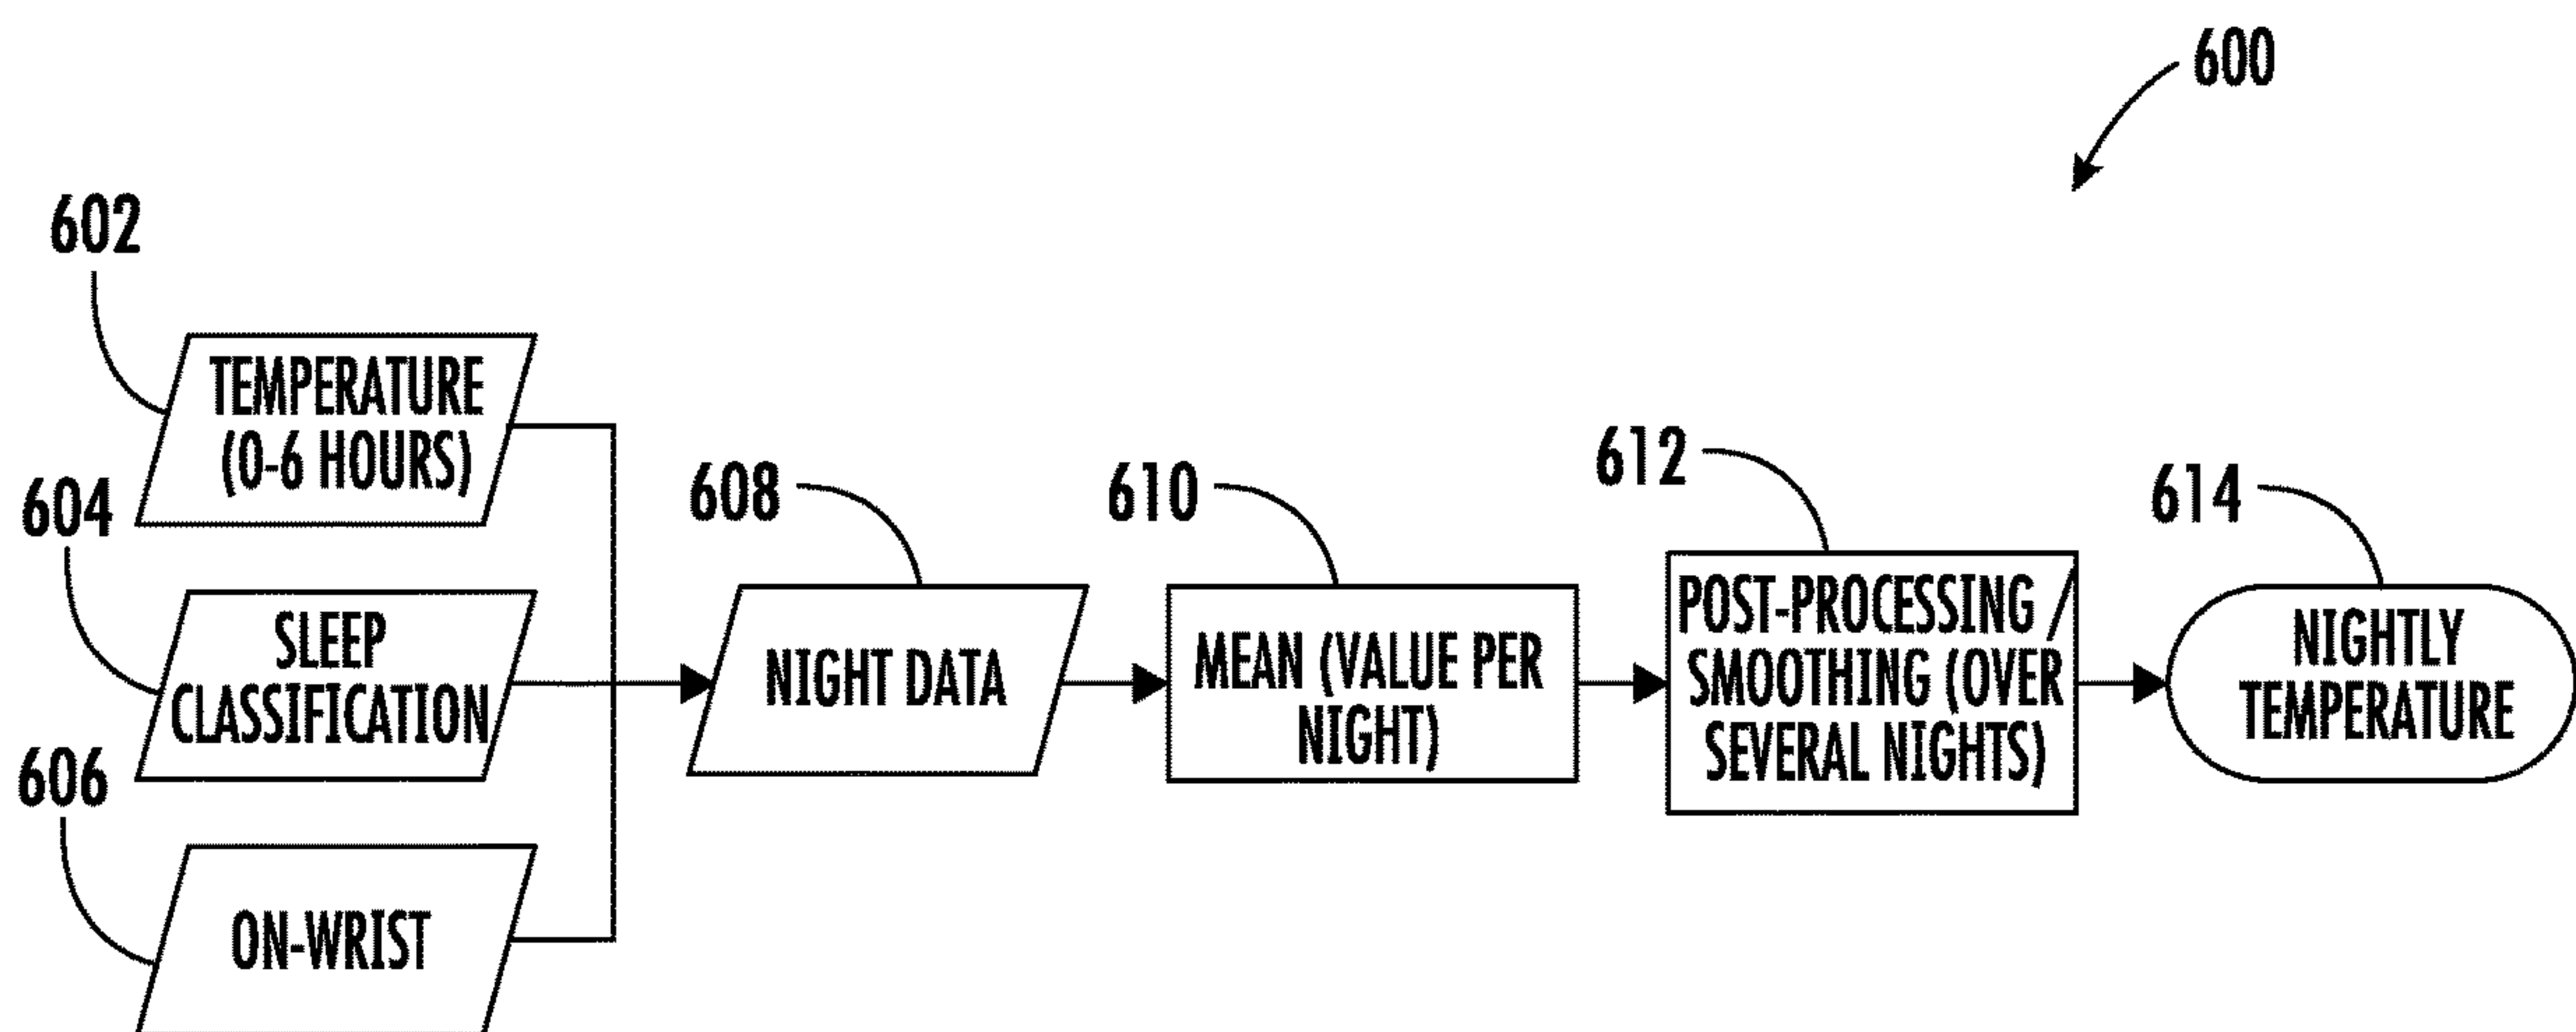 600
602
TEMPERATURE
(0-6 HOURS)
604
SLEEP
CLASSIFICATION
606
ON-WRIST
608
NIGHT DATA
610
MEAN (VALUE PER
NIGHT)
612
POST-PROCESSING /
SMOOTHING (OVER
SEVERAL NIGHTS)
614
NIGHTLY
TEMPERATURE